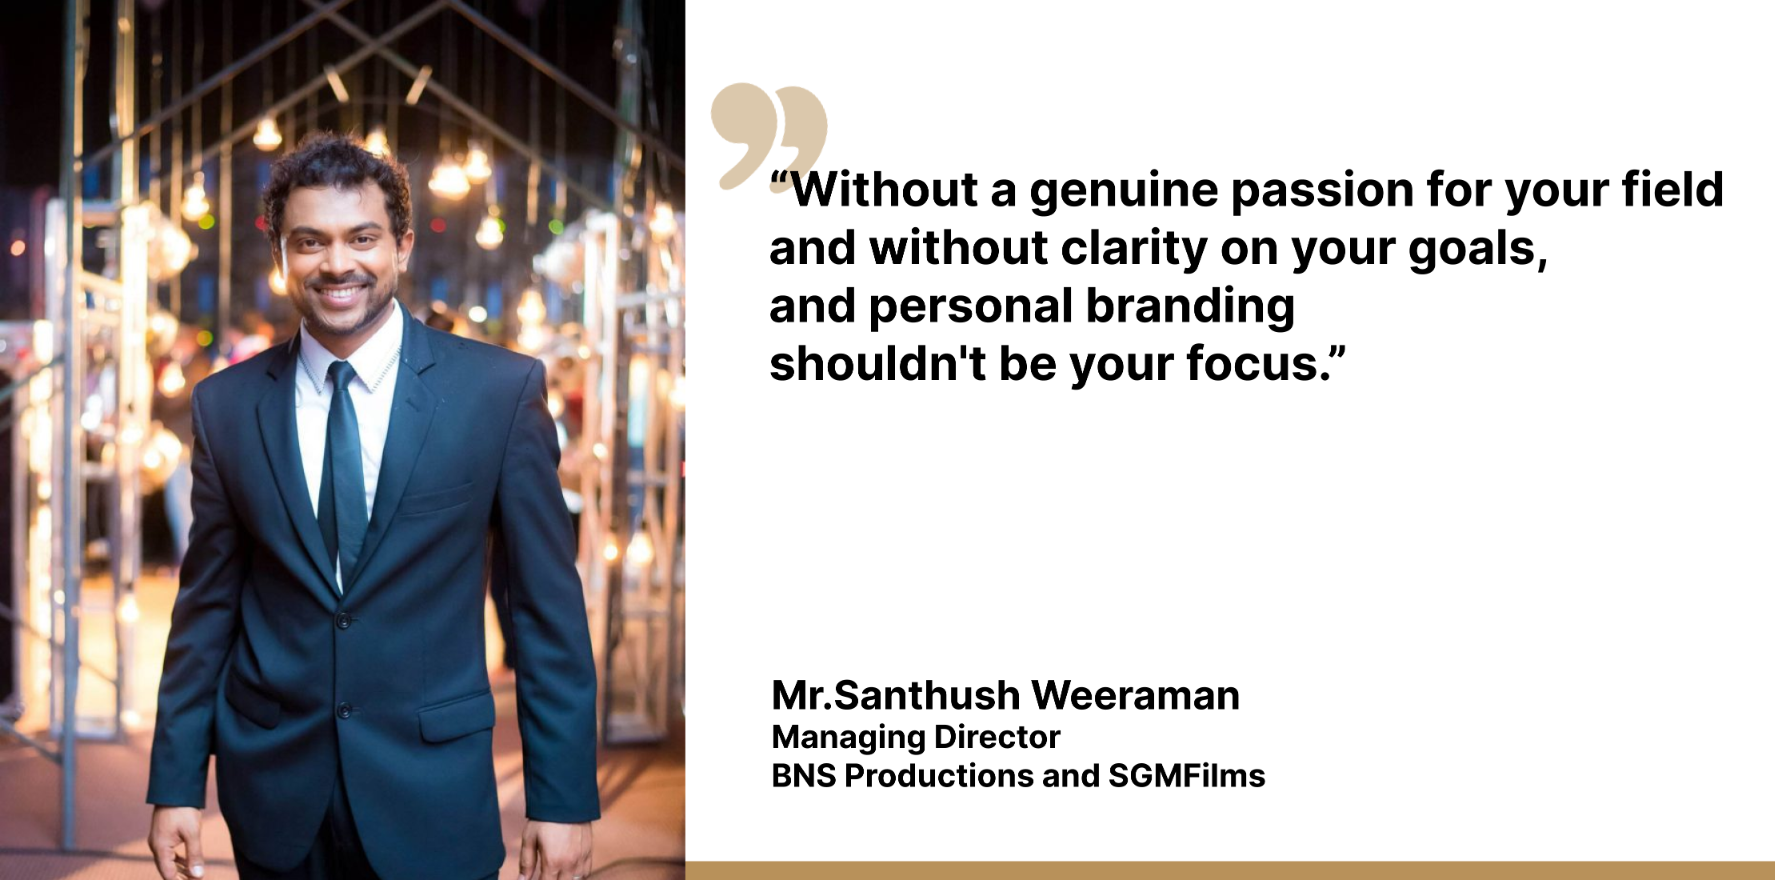 “Without a genuine passion for your field
and without clarity on your goals,
and personal branding
shouldn't be your focus.”
Mr.Santhush Weeraman
Managing Director
BNS Productions and SGMFilms